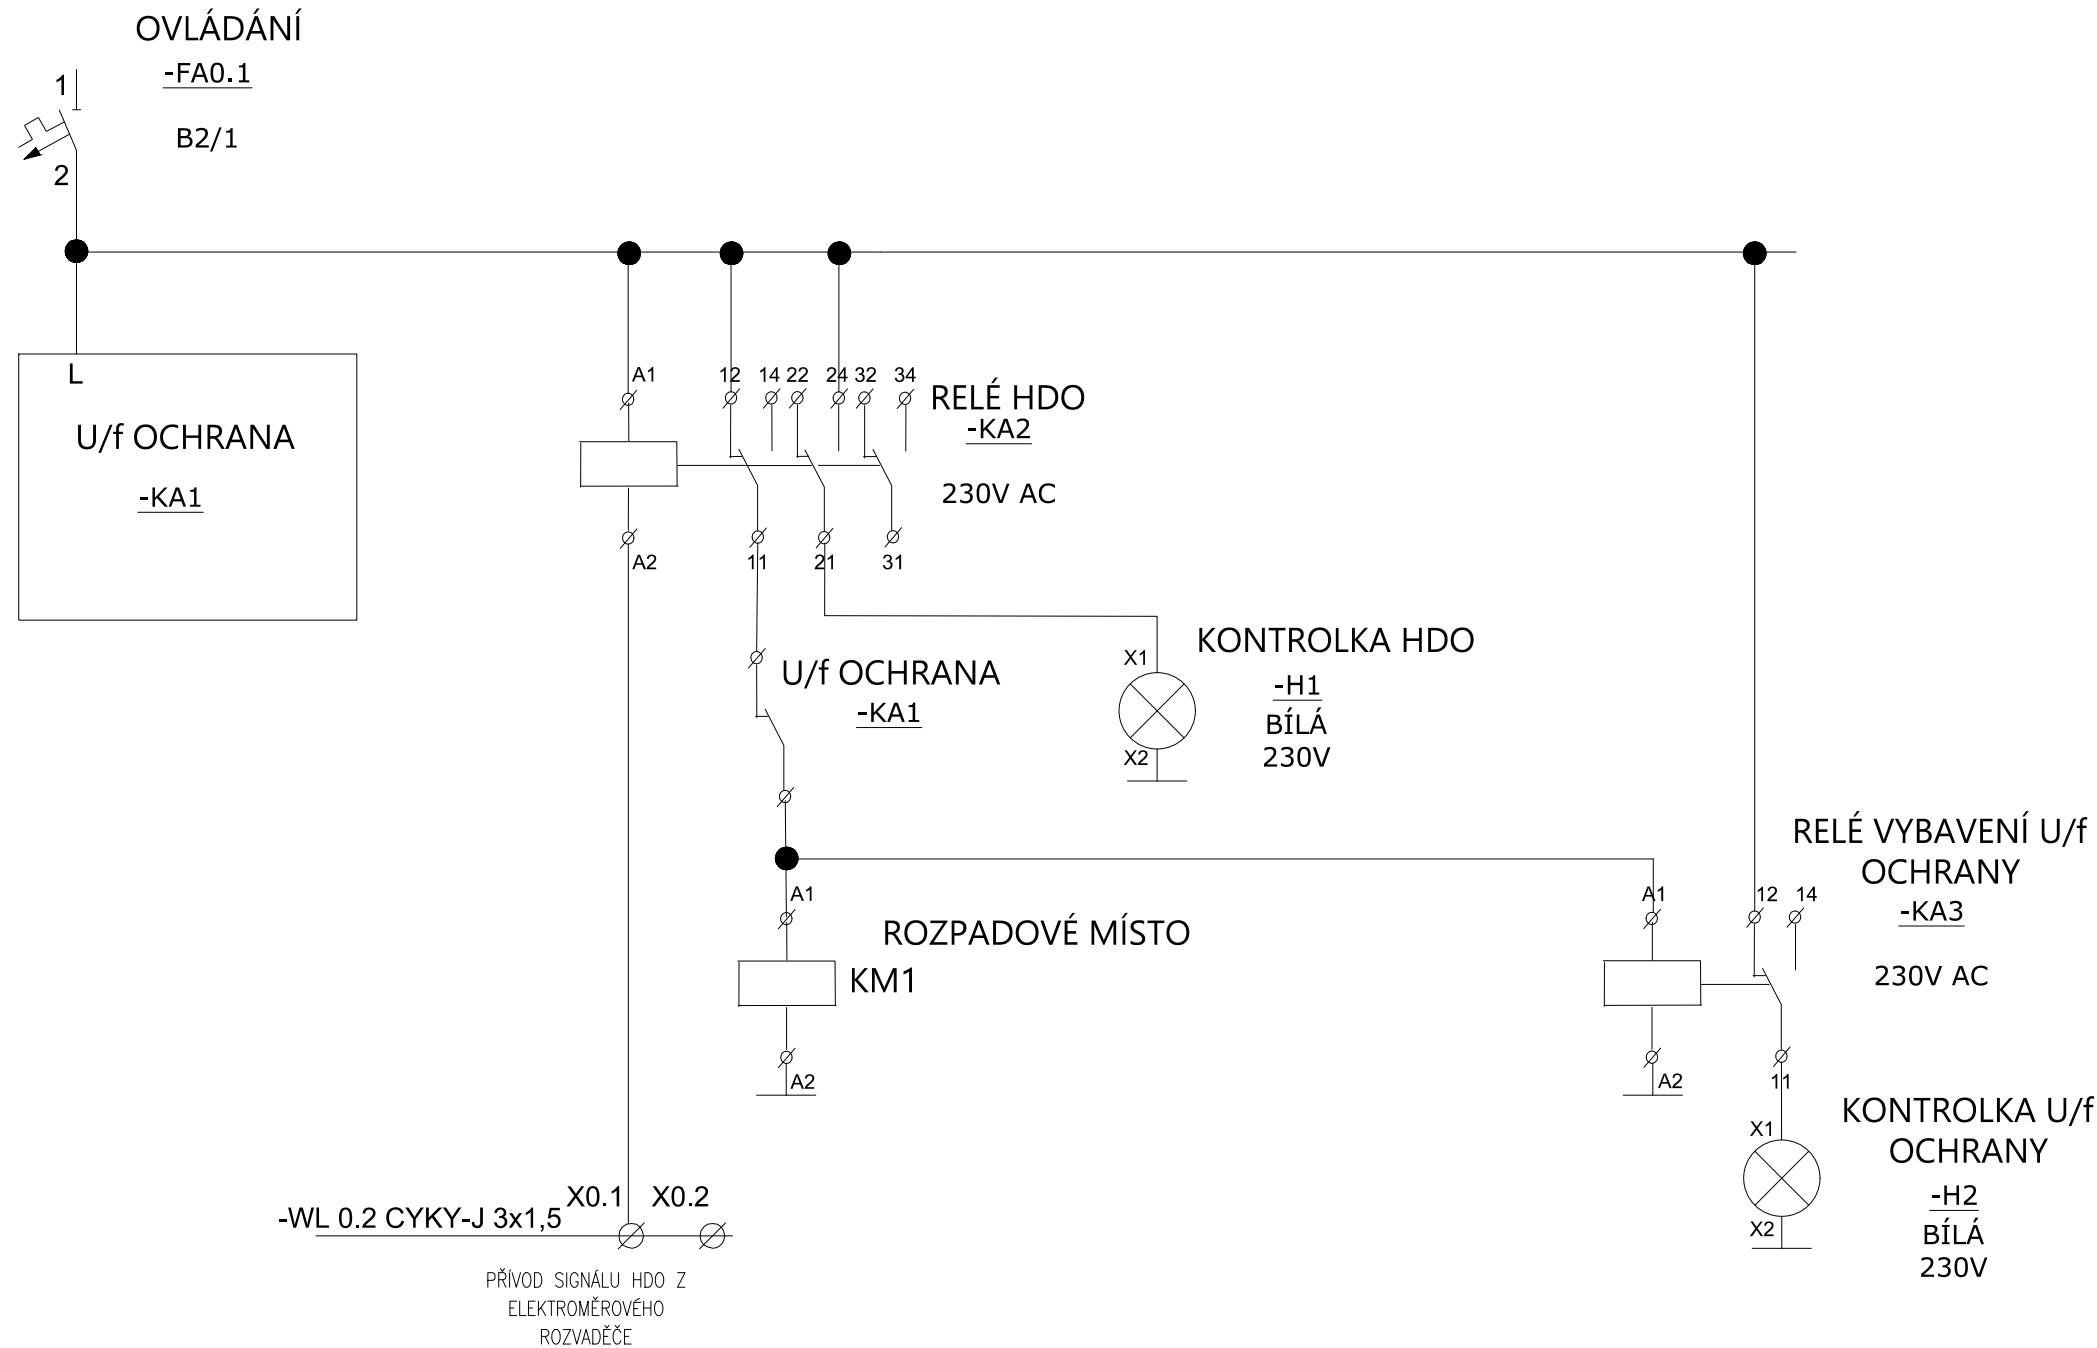 OVLÁDÁNÍ
-FA0.1
1
B2/1
2
L
U/f OCHRANA
-KA1
A1
12
14
22
24
32
34
RELÉ HDO
-KA2
230V AC
A2
11
21
31
U/f OCHRANA
-KA1
KONTROLKA HDO
X1
-H1
BÍLÁ
X2
230V
RELÉ VYBAVENÍ U/f
OCHRANY
-KA3
230V AC
A1
ROZPADOVÉ MÍSTO
KM1
A2
A1
12
14
A2
11
KONTROLKA U/f
OCHRANY
X1
-H2
BÍLÁ
X2
230V
X0.1
X0.2
-WL 0.2 CYKY-J 3x1,5
PŘÍVOD SIGNÁLU HDO Z
ELEKTROMĚROVÉHO
ROZVADĚČE